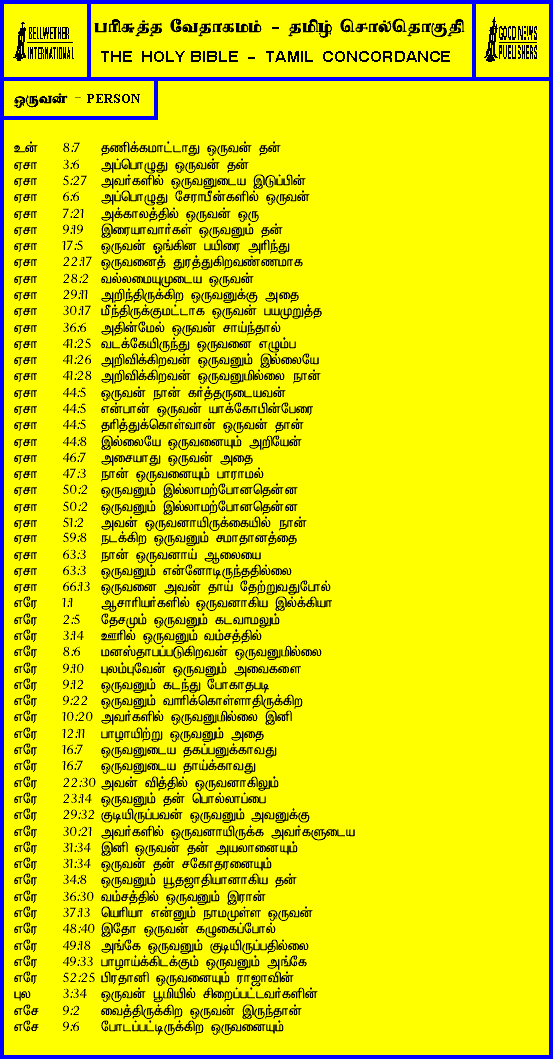 BELLWETHER
INTERNATIONAL
பரிசுத்த வேதாகமம் - தமிழ் சொல்தொகுதி
THE HOLY BIBLE - TAMIL CONCORDANCE
GOOD NEWS
PUBLISHERS
ஒருவன் - PERSON
உன் 8:7 தணிக்கமாட்டாது ஒருவன் தன்
ஏசா 3:6 அப்பொழுது ஒருவன் தன்
ஏசா 5:27 அவர்களில் ஒருவனுடைய இடுப்பின்
ஏசா 6:6 அப்பொழுது சேராபீன்களில் ஒருவன்
ஏசா 7:21 அக்காலத்தில் ஒருவன் ஒரு
ஏசா 9:19 இரையாவார்கள் ஒருவனும் தன்
ஏசா 17:5 ஒருவன் ஓங்கின பயிரை அரிந்து
ஏசா 22:17 ஒருவனைத் துரத்துகிறவண்ணமாக
ஏசா 28:2 வல்லமையுமுடைய ஒருவன்
ஏசா 29:11 அறிந்திருக்கிற ஒருவனுக்கு அதை
ஏசா 30:17 மீந்திருக்குமட்டாக ஒருவன் பயமுறுத்த
ஏசா 36:6 அதின்மேல் ஒருவன் சாய்ந்தால்
ஏசா 41:25 வடக்கேயிருந்து ஒருவனை எழும்ப
ஏசா 41:26 அறிவிக்கிறவன் ஒருவனும் இல்லையே
ஏசா 41:28 அறிவிக்கிறவன் ஒருவனுமில்லை நான்
ஏசா 44:5 ஒருவன் நான் கர்த்தருடையவன்
ஏசா 44:5 என்பான் ஒருவன் யாக்கோபின்பேரை
ஏசா 44:5 தரித்துக்கொள்வான் ஒருவன் தான்
ஏசா 44:8 இல்லையே ஒருவனையும் அறியேன்
ஏசா 46:7 அசையாது ஒருவன் அதை
ஏசா 47:3 நான் ஒருவனையும் பாராமல்
ஏசா 50:2 ஒருவனும் இல்லாமற்போனதென்ன
ஏசா 50:2 ஒருவனும் இல்லாமற்போனதென்ன
ஏசா 51:2 அவன் ஒருவனாயிருக்கையில் நான்
ஏசா 59:8 நடக்கிற ஒருவனும் சமாதானத்தை
ஏசா 63:3 நான் ஒருவனாய் ஆலையை
ஏசா 63:3 ஒருவனும் என்னோடிருந்ததில்லை
ஏசா 66:13 ஒருவனை அவன் தாய் தேற்றுவதுபோல்
எரே 1:1 ஆசாரியர்களில் ஒருவனாகிய இல்க்கியா
எரே 2:5 தேசமும் ஒருவனும் கடவாமலும்
எரே 3:14 ஊரில் ஒருவனும் வம்சத்தில்
எரே 8:6 மனஸ்தாபப்படுகிறவன் ஒருவனுமில்லை
எரே 9:10 புலம்புவேன் ஒருவனும் அவைகளை
எரே 9:12 ஒருவனும் கடந்து போகாதபடி
எரே 9:22 ஒருவனும் வாரிக்கொள்ளாதிருக்கிற
எரே 10:20 அவர்களில் ஒருவனுமில்லை இனி
எரே 12:11 பாழாயிற்று ஒருவனும் அதை
எரே 16:7 ஒருவனுடைய தகப்பனுக்காவது
எரே 16:7 ஒருவனுடைய தாய்க்காவது
எரே 22:30 அவன் வித்தில் ஒருவனாகிலும்
எரே 23:14 ஒருவனும் தன் பொல்லாப்பை
எரே 29:32 குடியிருப்பவன் ஒருவனும் அவனுக்கு
எரே 30:21 அவர்களில் ஒருவனாயிருக்க அவர்களுடைய
எரே 31:34 இனி ஒருவன் தன் அயலானையும்
எரே 31:34 ஒருவன் தன் சகோதரனையும்
எரே 34:8 ஒருவனும் யூதஜாதியானாகிய தன்
எரே 36:30 வம்சத்தில் ஒருவனும் இரான்
எரே 37:13 யெரியா என்னும் நாமமுள்ள ஒருவன்
எரே 48:40 இதோ ஒருவன் கழுகைப்போல்
எரே 49:18 அங்கே ஒருவனும் குடியிருப்பதில்லை
எரே 49:33 பாழாய்க்கிடக்கும் ஒருவனும் அங்கே
எரே 52:25 பிரதானி ஒருவனையும் ராஜாவின்
புல 3:34 ஒருவன் பூமியில் சிறைப்பட்டவர்களின்
எசே 9:2 வைத்திருக்கிற ஒருவன் இருந்தான்
எசே 9:6 போடப்பட்டிருக்கிற ஒருவனையும்